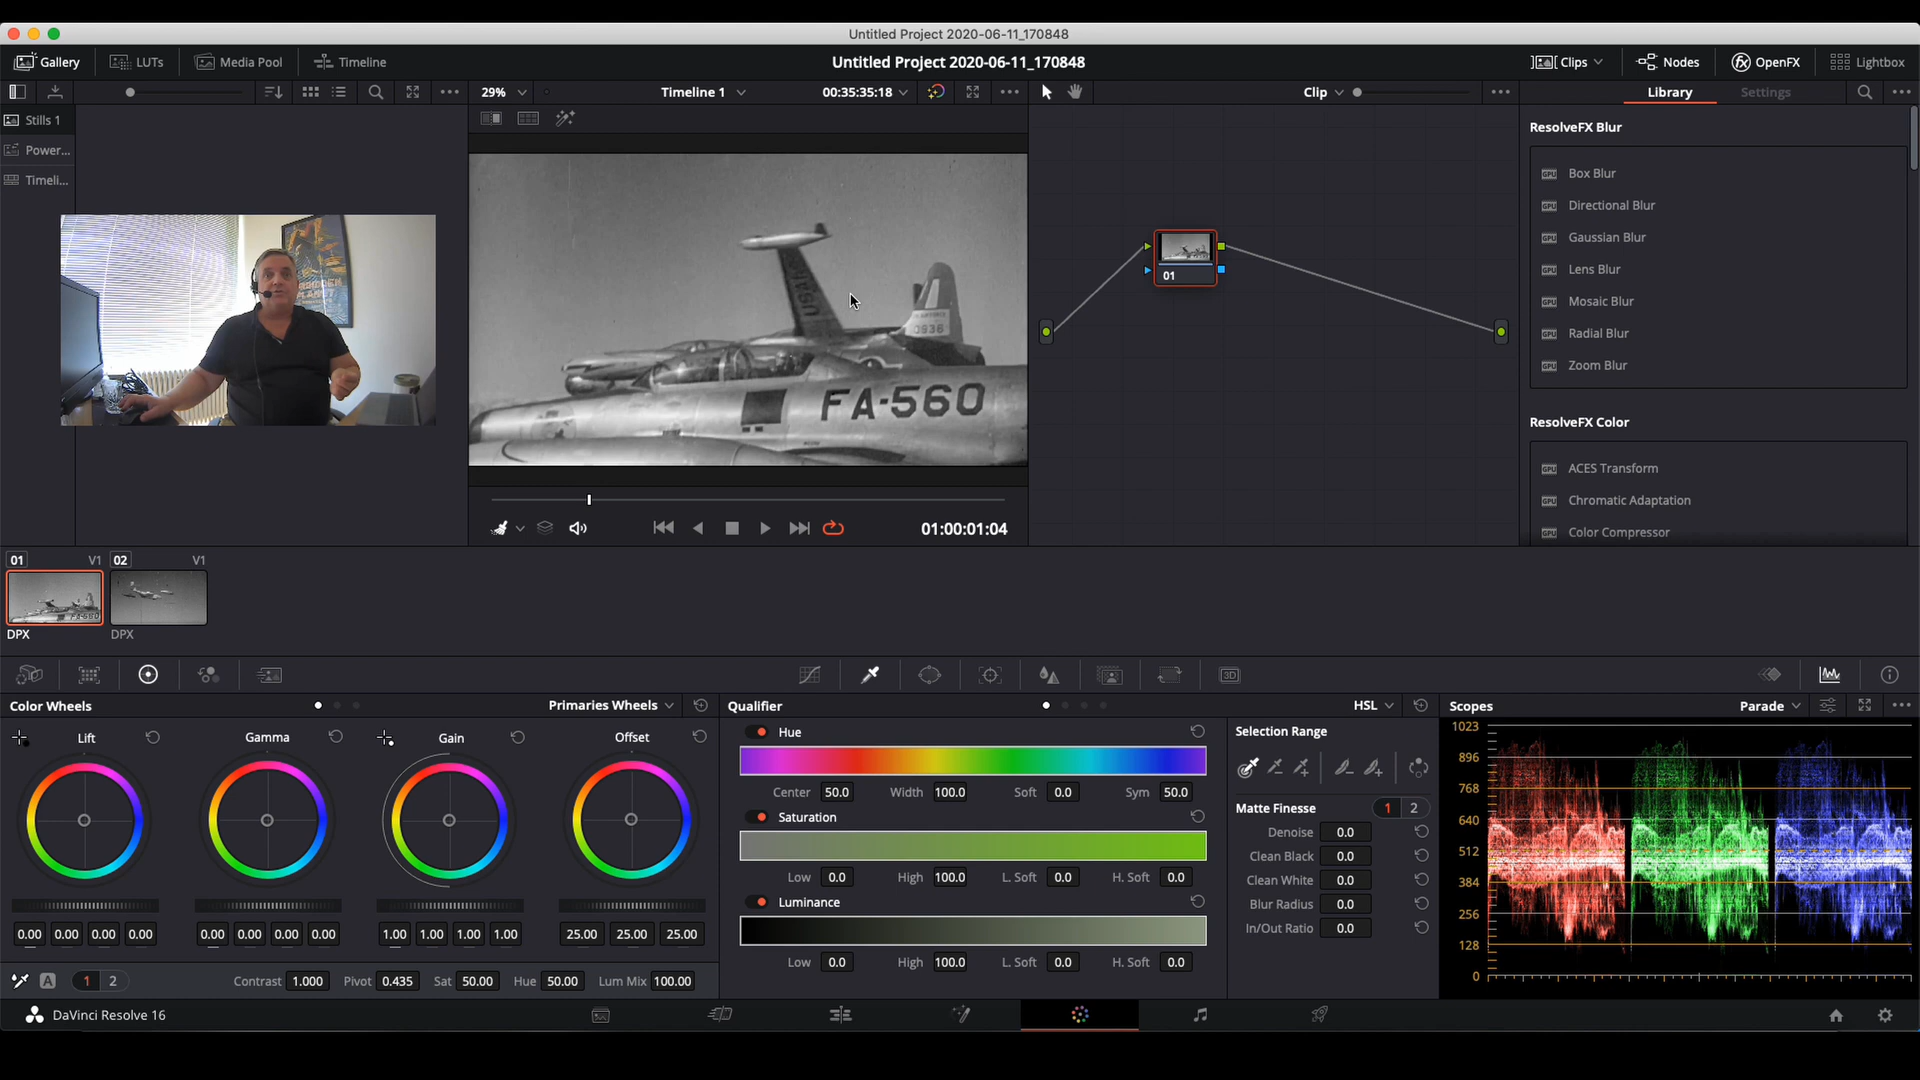 Untitled Project 2020-06-11_170848
Gallery LUTs Media Pool Timeline Untitled Project 2020-06-11_170848 Clips Nodes OpenFX Lightbox
29% Timeline 1 00:35:35:18 Clip Library Settings
Stills 1
Power...
Timeli...
USAF
0936
FA-560
01
ResolveFX Blur
Box Blur
Directional Blur
Gaussian Blur
Lens Blur
Mosaic Blur
Radial Blur
Zoom Blur
ResolveFX Color
ACES Transform
Chromatic Adaptation
Color Compressor
01:00:01:04
01 V1 02 V1
DPX DPX
Color Wheels Primaries Wheels
Lift Gamma Gain Offset
0.00 0.00 0.00 0.00 0.00 0.00 0.00 0.00 1.00 1.00 1.00 1.00 25.00 25.00 25.00
A 1 2 Contrast 1.000 Pivot 0.435 Sat 50.00 Hue 50.00 Lum Mix 100.00
Qualifier HSL
Hue
Center 50.0 Width 100.0 Soft 0.0 Sym 50.0
Saturation
Low 0.0 High 100.0 L. Soft 0.0 H. Soft 0.0
Luminance
Low 0.0 High 100.0 L. Soft 0.0 H. Soft 0.0
Selection Range
Matte Finesse 1 2
Denoise 0.0
Clean Black 0.0
Clean White 0.0
Blur Radius 0.0
In/Out Ratio 0.0
Scopes Parade
1023
896
768
640
512
384
256
128
0
DaVinci Resolve 16